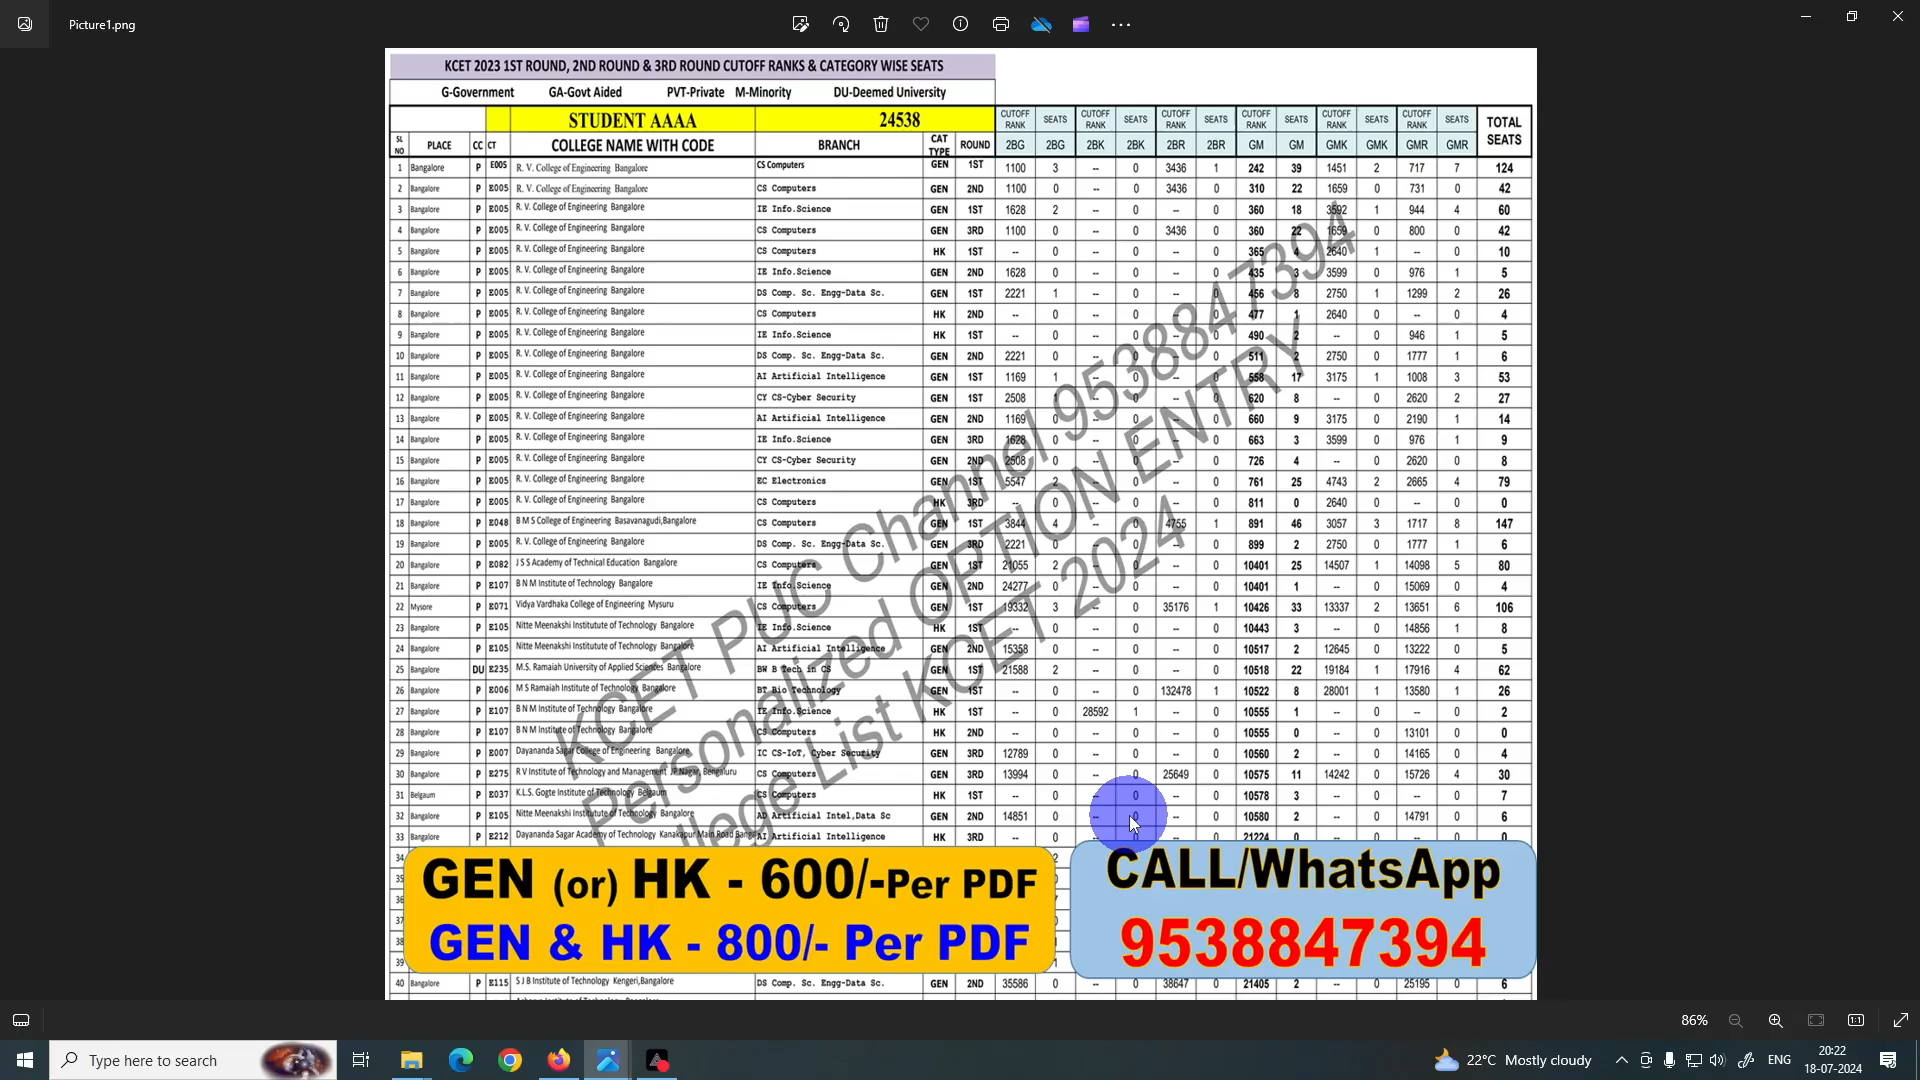 Picture1.png
KCET 2023 1ST ROUND, 2ND ROUND & 3RD ROUND CUTOFF RANKS & CATEGORY WISE SEATS
G-Government GA-Govt Aided PVT-Private M-Minority DU-Deemed University
STUDENT AAAA 24538 CUTOFF RANK SEATS CUTOFF RANK SEATS CUTOFF RANK SEATS CUTOFF RANK SEATS CUTOFF RANK SEATS CUTOFF RANK SEATS TOTAL SEATS
SL NO PLACE CC CT COLLEGE NAME WITH CODE BRANCH CAT TYPE ROUND 2BG 2BG 2BK 2BK 2BR 2BR GM GM GMK GMK GMR GMR
1 Bangalore P E005 R. V. College of Engineering Bangalore CS Computers GEN 1ST 1100 3 -- 0 3436 1 242 39 1451 2 717 7 124
2 Bangalore P E005 R. V. College of Engineering Bangalore CS Computers GEN 2ND 1100 0 -- 0 3436 0 310 22 1659 0 731 0 42
3 Bangalore P E005 R. V. College of Engineering Bangalore IE Info.Science GEN 1ST 1628 2 -- 0 -- 0 360 18 3592 1 944 4 60
4 Bangalore P E005 R. V. College of Engineering Bangalore CS Computers GEN 3RD 1100 0 -- 0 3436 0 360 22 1659 0 800 0 42
5 Bangalore P E005 R. V. College of Engineering Bangalore CS Computers HK 1ST -- 0 -- 0 -- 0 365 4 2640 1 -- 0 10
6 Bangalore P E005 R. V. College of Engineering Bangalore IE Info.Science GEN 2ND 1628 0 -- 0 -- 0 435 3 3599 0 976 1 5
7 Bangalore P E005 R. V. College of Engineering Bangalore DS Comp. Sc. Engg-Data Sc. GEN 1ST 2221 1 -- 0 -- 0 456 8 2750 1 1299 2 26
8 Bangalore P E005 R. V. College of Engineering Bangalore CS Computers HK 2ND -- 0 -- 0 -- 0 477 1 2640 0 -- 0 4
9 Bangalore P E005 R. V. College of Engineering Bangalore IE Info.Science HK 1ST -- 0 -- 0 -- 0 490 2 -- 0 946 1 5
10 Bangalore P E005 R. V. College of Engineering Bangalore DS Comp. Sc. Engg-Data Sc. GEN 2ND 2221 0 -- 0 -- 0 511 2 2750 0 1777 1 6
11 Bangalore P E005 R. V. College of Engineering Bangalore AI Artificial Intelligence GEN 1ST 1169 1 -- 0 -- 0 558 17 3175 1 1008 3 53
12 Bangalore P E005 R. V. College of Engineering Bangalore CY CS-Cyber Security GEN 1ST 2508 1 -- 0 -- 0 620 8 -- 0 2620 2 27
13 Bangalore P E005 R. V. College of Engineering Bangalore AI Artificial Intelligence GEN 2ND 1169 0 -- 0 -- 0 660 9 3175 0 2190 1 14
14 Bangalore P E005 R. V. College of Engineering Bangalore IE Info.Science GEN 3RD 1628 0 -- 0 -- 0 663 3 3599 0 976 1 9
15 Bangalore P E005 R. V. College of Engineering Bangalore CY CS-Cyber Security GEN 2ND 2508 0 -- 0 -- 0 726 4 -- 0 2620 0 8
16 Bangalore P E005 R. V. College of Engineering Bangalore EC Electronics GEN 1ST 5547 2 -- 0 -- 0 761 25 4743 2 2665 4 79
17 Bangalore P E005 R. V. College of Engineering Bangalore CS Computers HK 3RD -- 0 -- 0 -- 0 811 0 2640 0 -- 0 0
18 Bangalore P E048 B M S College of Engineering Basavanagudi,Bangalore CS Computers GEN 1ST 3844 4 -- 0 4755 1 891 46 3057 3 1717 8 147
19 Bangalore P E005 R. V. College of Engineering Bangalore DS Comp. Sc. Engg-Data Sc. GEN 3RD 2221 0 -- 0 -- 0 899 2 2750 0 1777 1 6
20 Bangalore P E082 J S S Academy of Technical Education Bangalore CS Computers GEN 1ST 21055 2 -- 0 -- 0 10401 25 14507 1 14098 5 80
21 Bangalore P E107 B N M Institute of Technology Bangalore IE Info.Science GEN 2ND 24277 0 -- 0 -- 0 10401 1 -- 0 15069 0 4
22 Mysore P E071 Vidya Vardhaka College of Engineering Mysuru CS Computers GEN 1ST 19332 3 -- 0 35176 1 10426 33 13337 2 13651 6 106
23 Bangalore P E105 Nitte Meenakshi Institutute of Technology Bangalore IE Info.Science HK 1ST -- 0 -- 0 -- 0 10443 3 -- 0 14856 1 8
24 Bangalore P E105 Nitte Meenakshi Institutute of Technology Bangalore AI Artificial Intelligence GEN 2ND 15358 0 -- 0 -- 0 10517 2 12645 0 13222 0 5
25 Bangalore DU E235 M.S. Ramaiah University of Applied Sciences Bangalore BW B Tech in CS GEN 1ST 21588 2 -- 0 -- 0 10518 22 19184 1 17916 4 62
26 Bangalore P E006 M S Ramaiah Institute of Technology Bangalore BT Bio Technology GEN 1ST -- 0 -- 0 132478 1 10522 8 28001 1 13580 1 26
27 Bangalore P E107 B N M Institute of Technology Bangalore IE Info.Science HK 1ST -- 0 28592 1 -- 0 10555 1 -- 0 -- 0 2
28 Bangalore P E107 B N M Institute of Technology Bangalore CS Computers HK 2ND -- 0 -- 0 -- 0 10555 0 -- 0 13101 0 0
29 Bangalore P E007 Dayananda Sagar College of Engineering Bangalore IC CS-IoT, Cyber Security GEN 3RD 12789 0 -- 0 -- 0 10560 2 -- 0 14165 0 4
30 Bangalore P E275 R V Institute of Technology and Management JP Nagar, Bengaluru CS Computers GEN 3RD 13994 0 -- 0 25649 0 10575 11 14242 0 15726 4 30
31 Belgaum P E037 K.L.S. Gogte Institute of Technology Belgaum CS Computers HK 1ST -- 0 -- 0 -- 0 10578 3 -- 0 -- 0 7
32 Bangalore P E105 Nitte Meenakshi Institutute of Technology Bangalore AD Artificial Intel,Data Sc GEN 2ND 14851 0 -- 0 -- 0 10580 2 -- 0 14791 0 6
33 Bangalore P E212 Dayananda Sagar Academy of Technology Kanakapur Main Road Bang AI Artificial Intelligence HK 3RD -- 0 -- 0 -- 0 21224 0 -- 0 -- 0 0
34
35
36
37
38
39
40 Bangalore P E115 S J B Institute of Technology Kengeri,Bangalore DS Comp. Sc. Engg-Data Sc. GEN 2ND 35586 0 -- 0 38647 0 21405 2 -- 0 25195 0 6
KCET PUC Channel 9538847394
Personalized OPTION ENTRY
College List KCET 2024
GEN (or) HK - 600/-Per PDF
GEN & HK - 800/- Per PDF
CALL/WhatsApp
9538847394
86%
Type here to search
22°C Mostly cloudy
ENG
20:22
18-07-2024